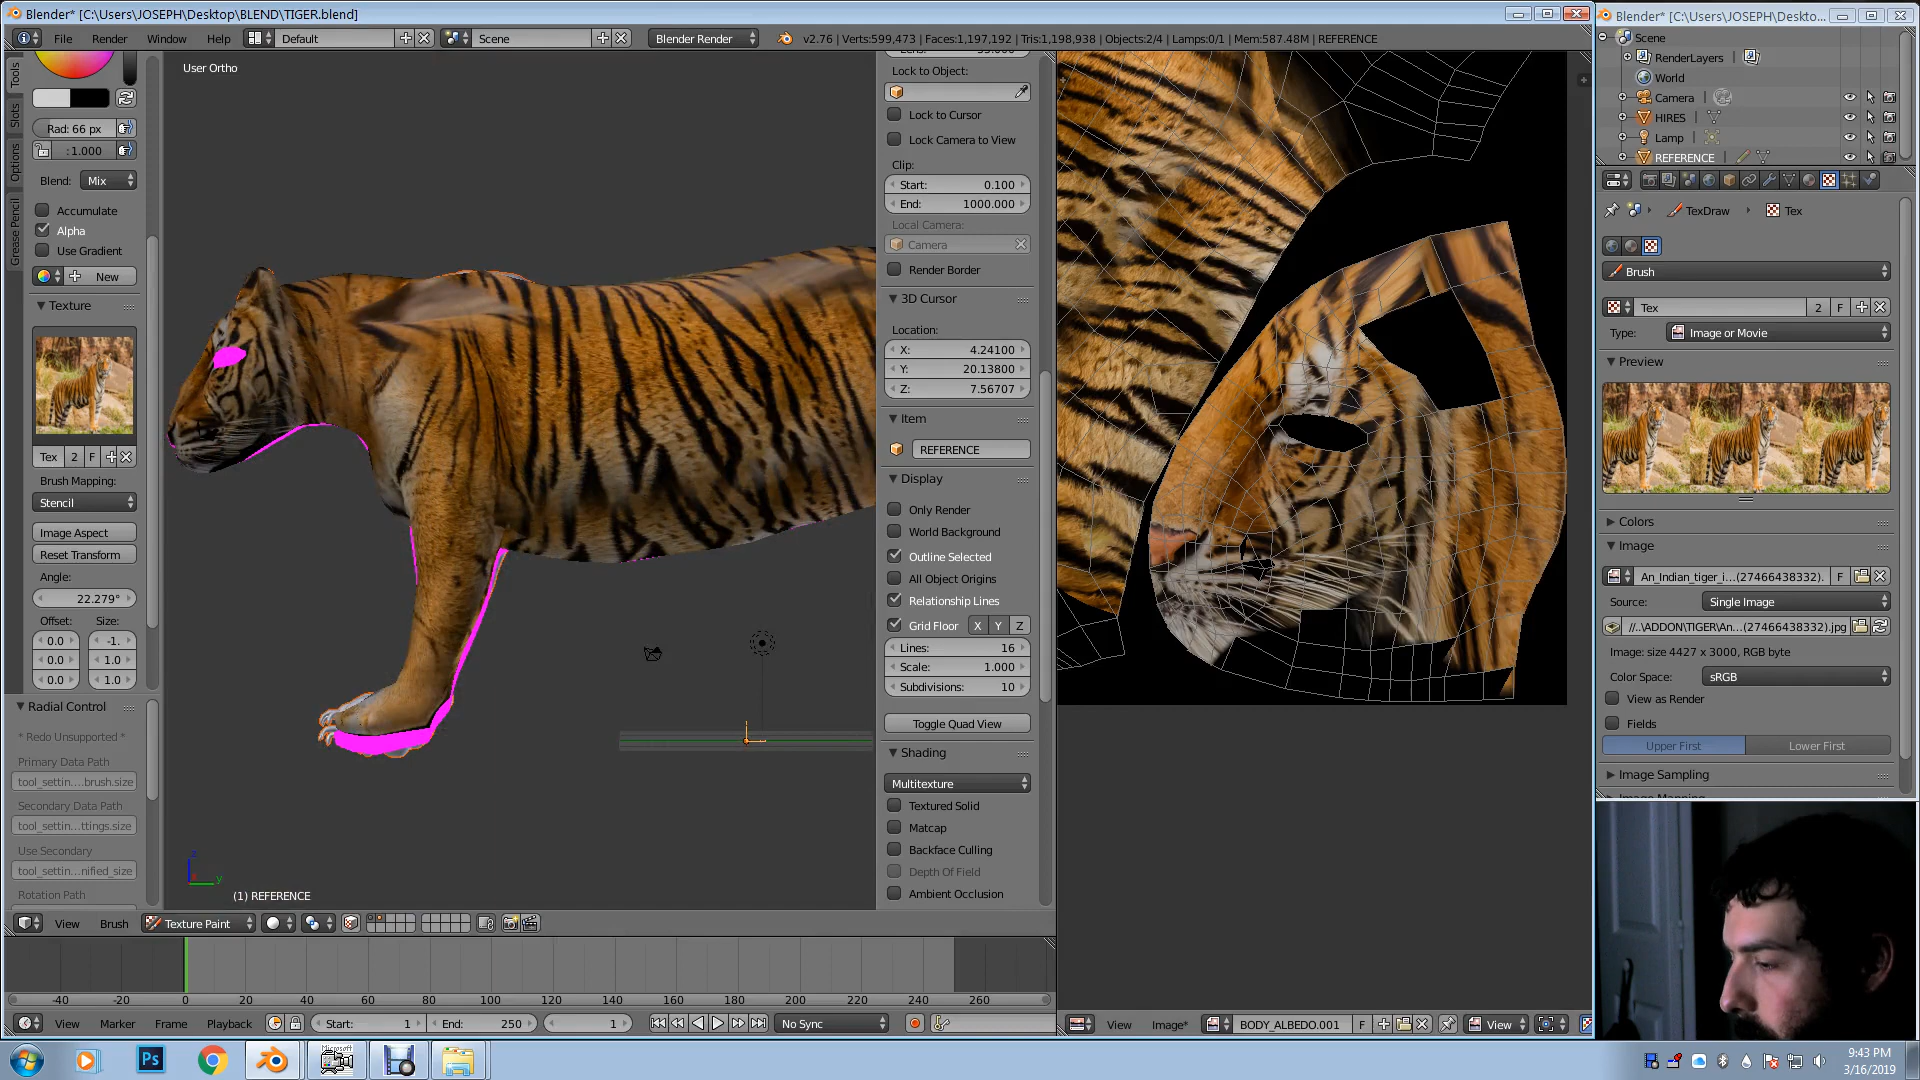 Blender* [C:\Users\JOSEPH\Desktop\BLEND\TIGER.blend]
File
Render
Window
Help
Default
Scene
Blender Render
v2.76 | Verts:599,473 | Faces:1,197,192 | Tris:1,198,938 | Objects:2/4 | Lamps:0/1 | Mem:587.48M | REFERENCE
Tools
Slots
Options
Grease Pencil
Rad: 66 px
: 1.000
Blend:
Mix
Accumulate
Alpha
Use Gradient
New
Texture
Tex
2
F
Brush Mapping:
Stencil
Image Aspect
Reset Transform
Angle:
22.279°
Offset:
Size:
0.0
-1.
0.0
1.0
0.0
1.0
Radial Control
* Redo Unsupported *
Primary Data Path
tool_settin....brush.size
Secondary Data Path
tool_settin...ttings.size
Use Secondary
tool_settin...nified_size
Rotation Path
User Ortho
z
y
(1) REFERENCE
View
Brush
Texture Paint
Lock to Object:
Lock to Cursor
Lock Camera to View
Clip:
Start:
0.100
End:
1000.000
Local Camera:
Camera
Render Border
3D Cursor
Location:
X:
4.24100
Y:
20.13800
Z:
7.56707
Item
REFERENCE
Display
Only Render
World Background
Outline Selected
All Object Origins
Relationship Lines
Grid Floor
X
Y
Z
Lines:
16
Scale:
1.000
Subdivisions:
10
Toggle Quad View
Shading
Multitexture
Textured Solid
Matcap
Backface Culling
Depth Of Field
Ambient Occlusion
-40 -20 0 20 40 60 80 100 120 140 160 180 200 220 240 260
View
Marker
Frame
Playback
Start:
1
End:
250
1
No Sync
View
Image*
BODY_ALBEDO.001
F
View
Blender* [C:\Users\JOSEPH\Deskto...
Scene
RenderLayers
World
Camera
HIRES
Lamp
REFERENCE
TexDraw
Tex
Brush
Tex
2
F
Type:
Image or Movie
Preview
Colors
Image
An_Indian_tiger_i...(27466438332).
F
Source:
Single Image
//..\ADDON\TIGER\An...(27466438332).jpg
Image: size 4427 x 3000, RGB byte
Color Space:
sRGB
View as Render
Fields
Upper First
Lower First
Image Sampling
Ps
Microsoft
9:43 PM
3/16/2019